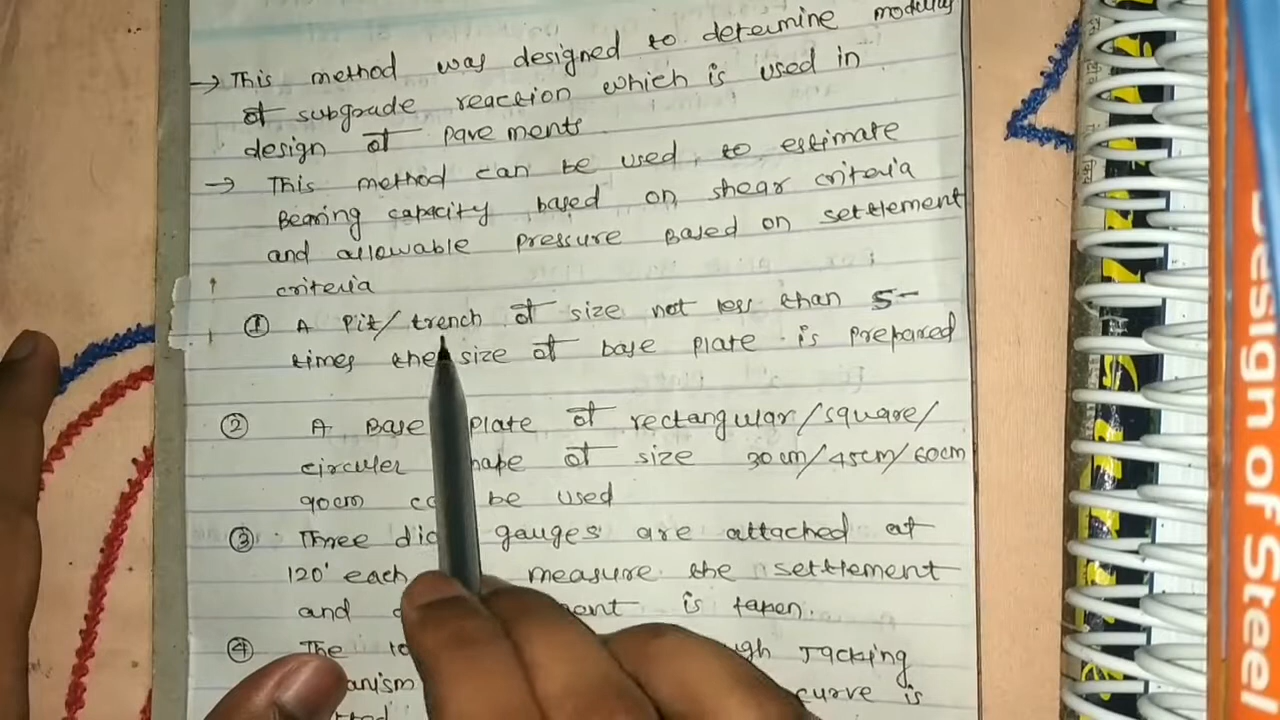 → This method was designed to determine modulus
of subgrade reaction which is used in
design of pavements
→ This method can be used to estimate
Bearing capacity based on shear criteria
and allowable pressure Based on settlement
criteria
① A Pit/ trench of size not less than 5-
times the size of base plate is Prepared
② A Base Plate of rectangular/square/
circuler of size 30cm/45cm/60cm
90cm be used
③ Three gauges are attached at
120° each measure the settlement
and is taken.
④ The Jacking
curve is
Design of Steel